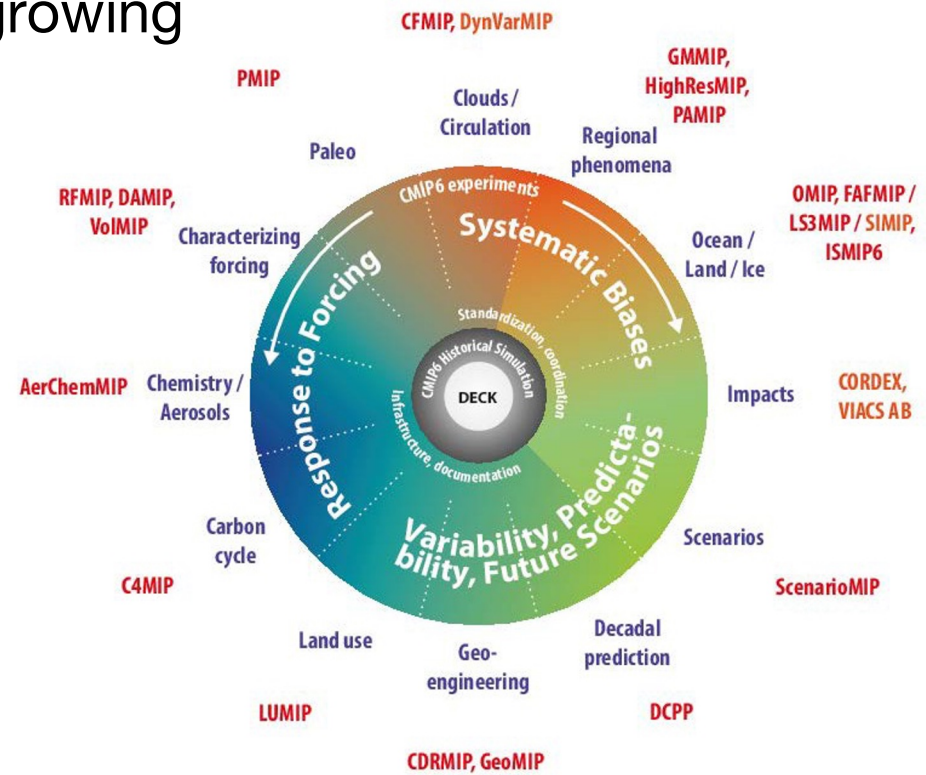 growing
CFMIP, DynVarMIP
GMMIP,
HighResMIP,
PAMIP
PMIP
Clouds /
Circulation
Regional
phenomena
Paleo
RFMIP, DAMIP,
VolMIP
OMIP, FAFMIP /
LS3MIP / SIMIP,
ISMIP6
Characterizing
forcing
Ocean /
Land / Ice
CMIP6 experiments
Systematic Biases
Response to Forcing
Standardization, coordination
CMIP6 Historical Simulation
DECK
Infrastructure, documentation
AerChemMIP
Chemistry /
Aerosols
Impacts
CORDEX,
VIACS AB
Variability, Predicta-
bility, Future Scenarios
Carbon
cycle
Scenarios
C4MIP
ScenarioMIP
Land use
Geo-
engineering
Decadal
prediction
LUMIP
DCPP
CDRMIP, GeoMIP